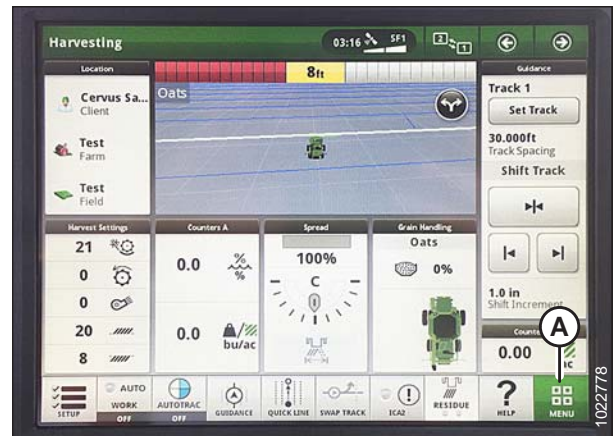 Harvesting
03:16 SF1
2 1
Location
Cervus Sa...
Client
Test
Farm
Test
Field
8ft
Oats
Guidance
Track 1
Set Track
30.000ft
Track Spacing
Shift Track
1.0 in
Shift Increment
Harvest Settings
21
0
0
20
8
Counters A
0.0 %
%
0.0
bu/ac
Spread
100%
C
Grain Handling
Oats
0%
0.00
ac
A
SETUP
AUTO
WORK
OFF
AUTOTRAC
OFF
GUIDANCE
QUICK LINE
SWAP TRACK
ICA2
RESIDUE
HELP
MENU
1022778